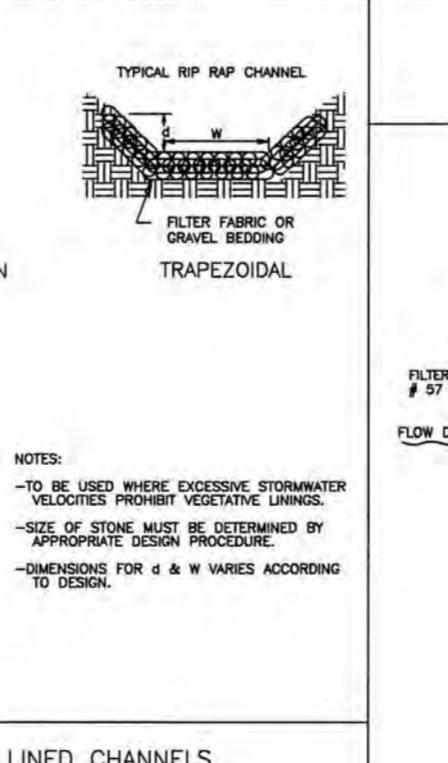 TYPICAL RIP RAP CHANNEL
d
W
FILTER FABRIC OR
GRAVEL BEDDING
N
TRAPEZOIDAL
FILTER
# 57
FLOW D
NOTES:
-TO BE USED WHERE EXCESSIVE STORMWATER
VELOCITIES PROHIBIT VEGETATIVE LININGS.
-SIZE OF STONE MUST BE DETERMINED BY
APPROPRIATE DESIGN PROCEDURE.
-DIMENSIONS FOR d & W VARIES ACCORDING
TO DESIGN.
LINED CHANNELS